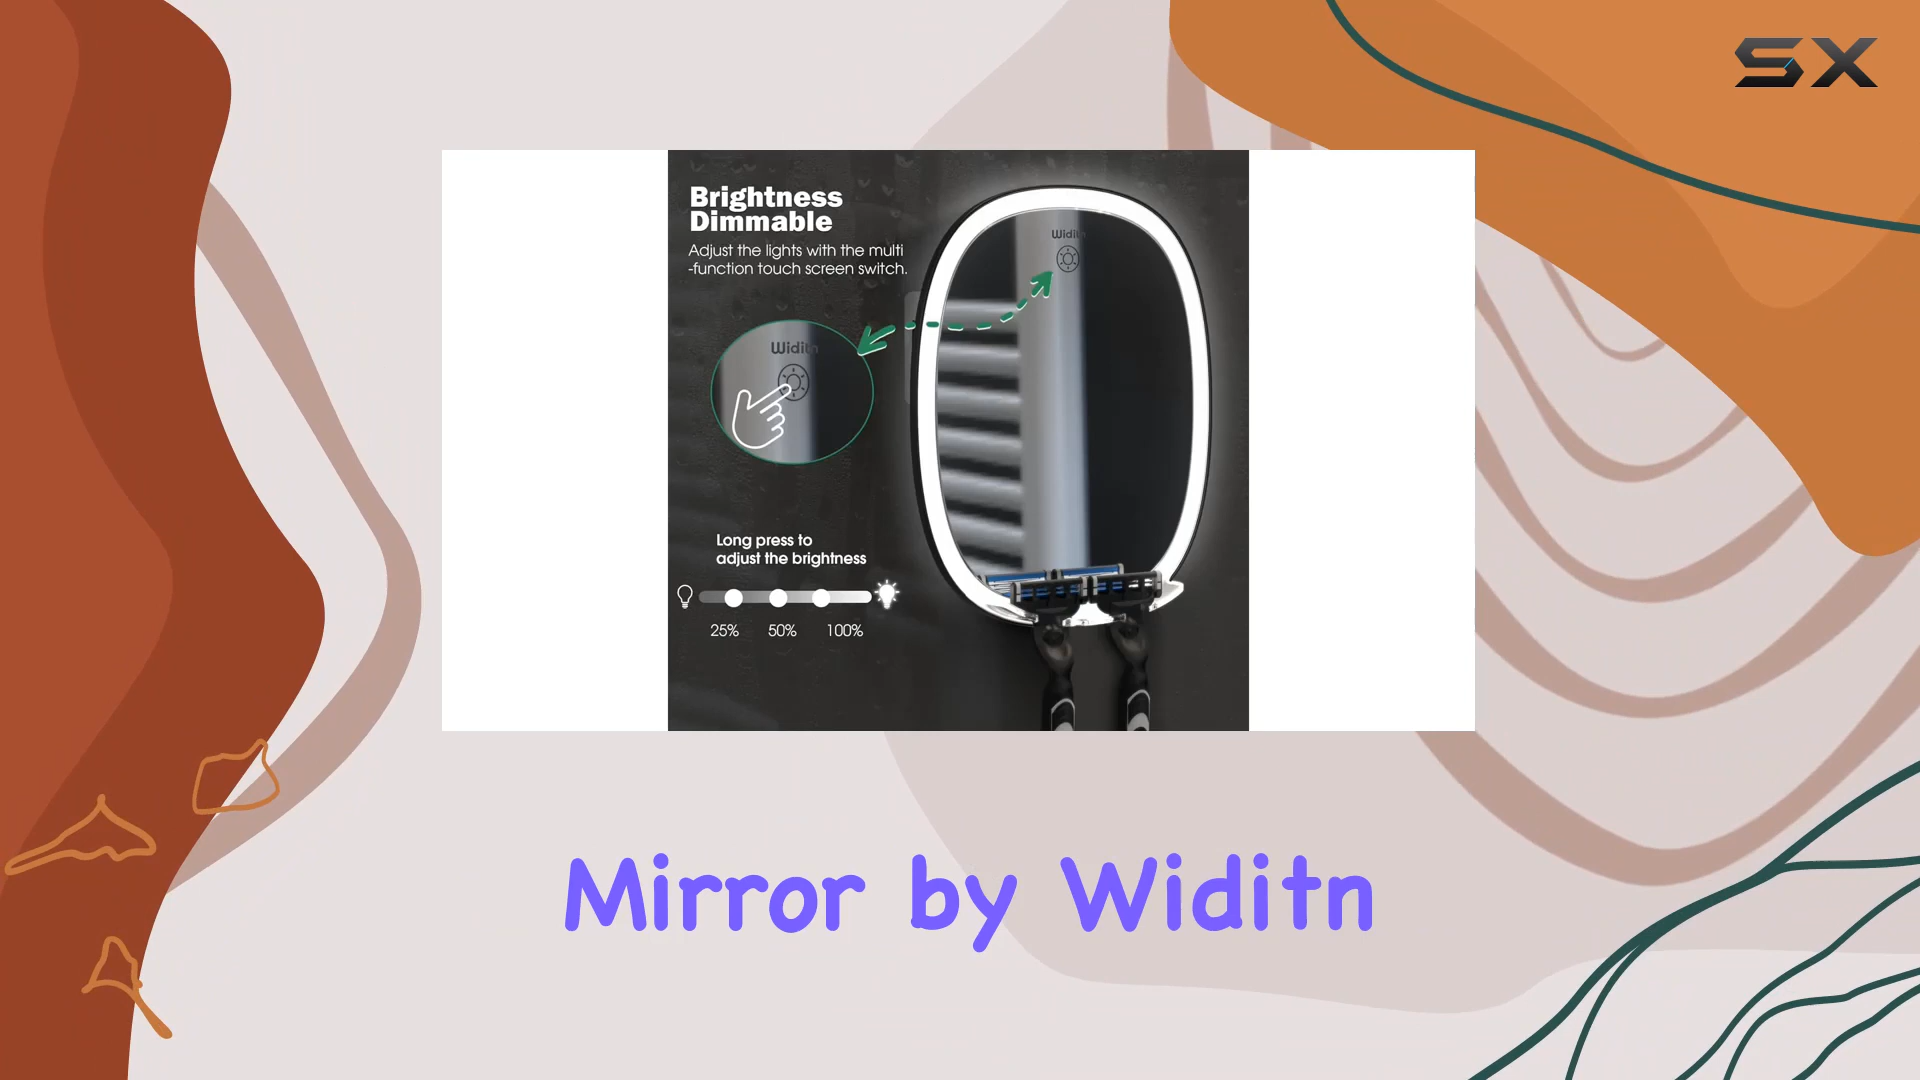 SX
Brightness
Dimmable
Adjust the lights with the multi
-function touch screen switch.
Widitn
Widitn
Long press to
adjust the brightness
25% 50% 100%
Mirror by Widitn